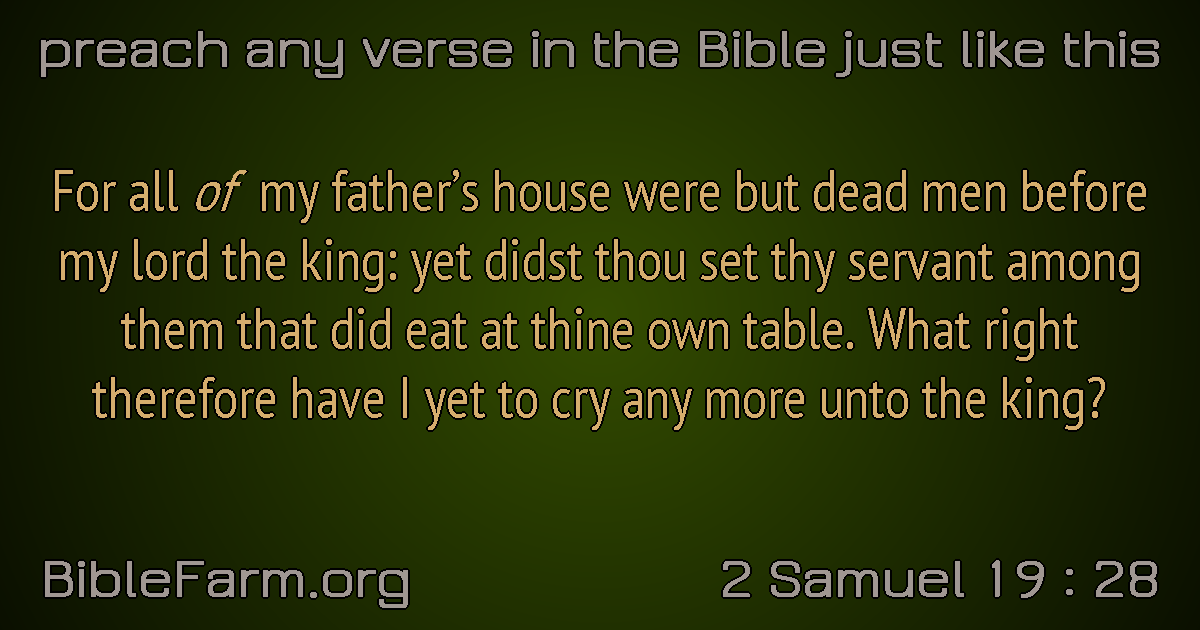 preach any verse in the Bible just like this
For all of my father’s house were but dead men before
my lord the king: yet didst thou set thy servant among
them that did eat at thine own table. What right
therefore have I yet to cry any more unto the king?
BibleFarm.org
2 Samuel 19 : 28